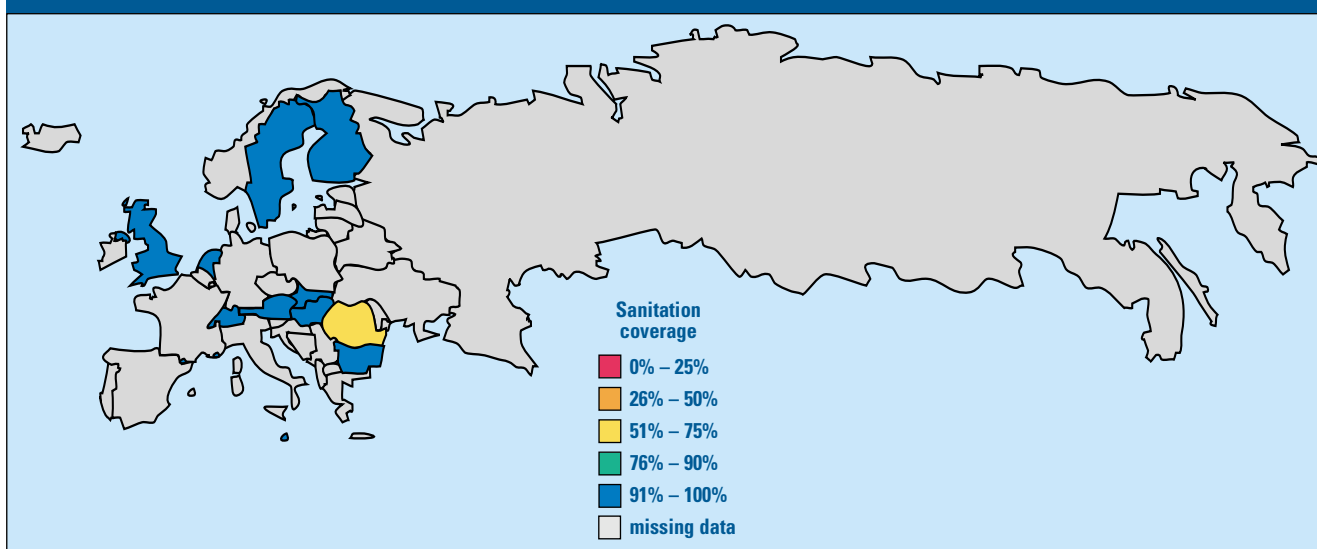 Sanitation
coverage
0% – 25%
26% – 50%
51% – 75%
76% – 90%
91% – 100%
missing data